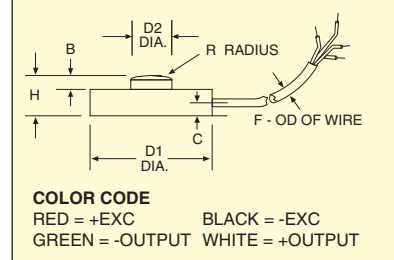 D2
DIA.
B
R RADIUS
H
F - OD OF WIRE
C
D1
DIA.
COLOR CODE
RED = +EXC BLACK = -EXC
GREEN = -OUTPUT WHITE = +OUTPUT